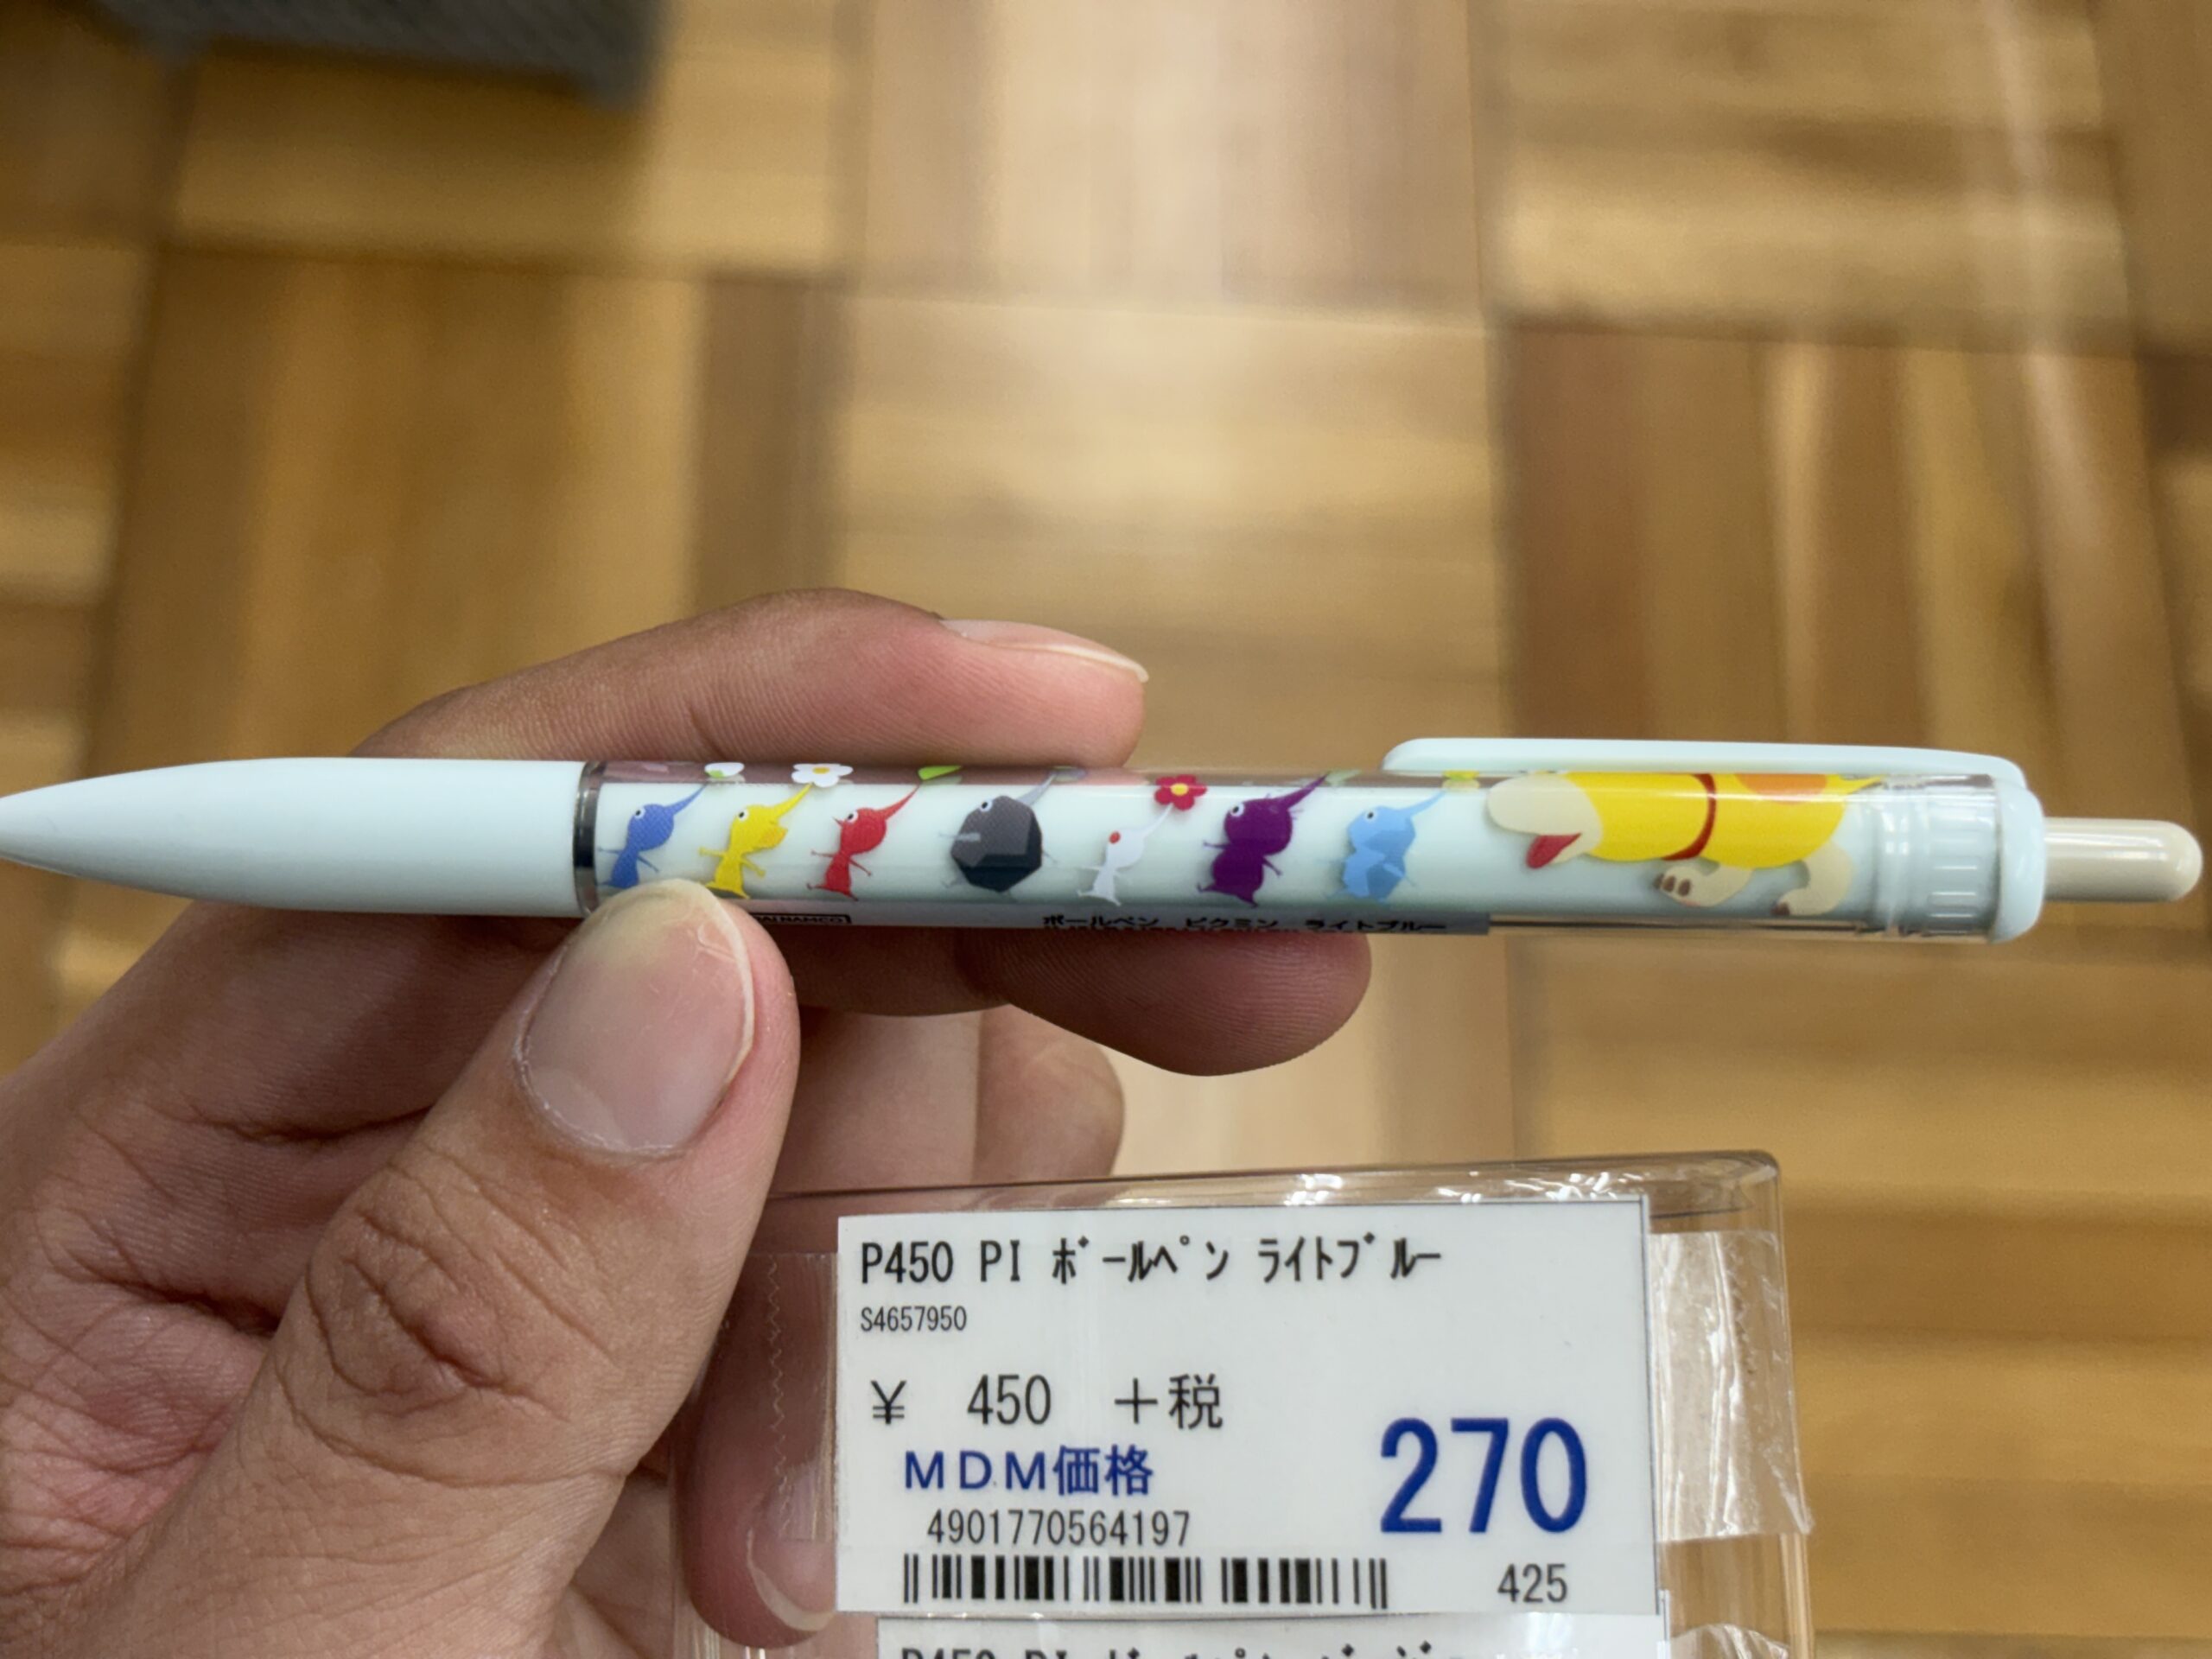 ボールペン ピクミン ライトブルー
P450 PI ﾎﾞｰﾙﾍﾟﾝ ﾗｲﾄﾌﾞﾙｰ
S4657950
¥ 450 +税
MDM価格
270
4901770564197
425